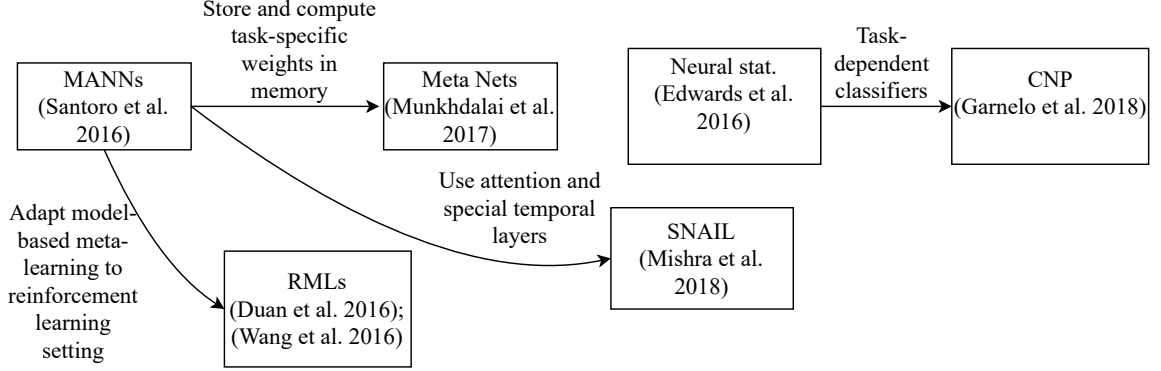 Store and compute
task-specific
weights in
memory
MANNs
(Santoro et al.
2016)
Meta Nets
(Munkhdalai et al.
2017)
Neural stat.
(Edwards et al.
2016)
Task-
dependent
classifiers
CNP
(Garnelo et al. 2018)
Adapt model-
based meta-
learning to
reinforcement
learning
setting
RMLs
(Duan et al. 2016);
(Wang et al. 2016)
Use attention and
special temporal
layers
SNAIL
(Mishra et al.
2018)